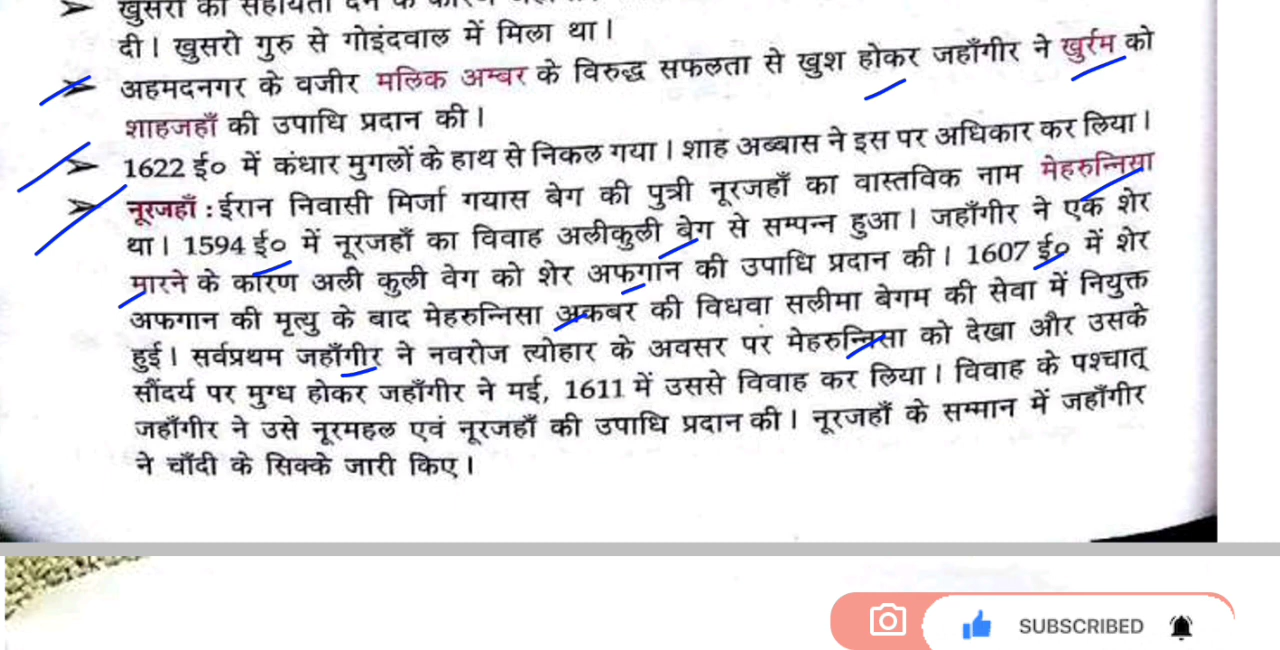 खुसरो को सहायता देने के कारण
दी। खुसरो गुरु से गोइंदवाल में मिला था।
➤ अहमदनगर के वजीर मलिक अम्बर के विरुद्ध सफलता से खुश होकर जहाँगीर ने खुर्रम को
शाहजहाँ की उपाधि प्रदान की।
➤ 1622 ई० में कंधार मुगलों के हाथ से निकल गया। शाह अब्बास ने इस पर अधिकार कर लिया।
➤ नूरजहाँ : ईरान निवासी मिर्जा गयास बेग की पुत्री नूरजहाँ का वास्तविक नाम मेहरुन्निसा
था। 1594 ई० में नूरजहाँ का विवाह अलीकुली बेग से सम्पन्न हुआ। जहाँगीर ने एक शेर
मारने के कारण अली कुली वेग को शेर अफगान की उपाधि प्रदान की। 1607 ई० में शेर
अफगान की मृत्यु के बाद मेहरुन्निसा अकबर की विधवा सलीमा बेगम की सेवा में नियुक्त
हुई। सर्वप्रथम जहाँगीर ने नवरोज त्योहार के अवसर पर मेहरुन्निसा को देखा और उसके
सौंदर्य पर मुग्ध होकर जहाँगीर ने मई, 1611 में उससे विवाह कर लिया। विवाह के पश्चात्
जहाँगीर ने उसे नूरमहल एवं नूरजहाँ की उपाधि प्रदान की। नूरजहाँ के सम्मान में जहाँगीर
ने चाँदी के सिक्के जारी किए।
SUBSCRIBED